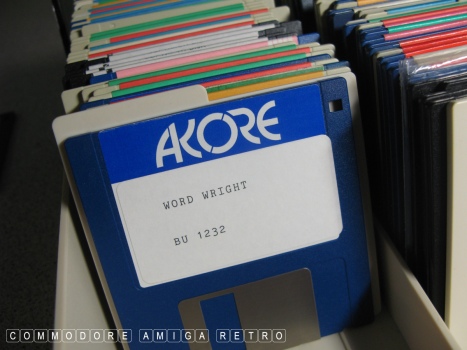 AKORE
WORD WRIGHT
BU 1232
COMMODORE AMIGA RETRO